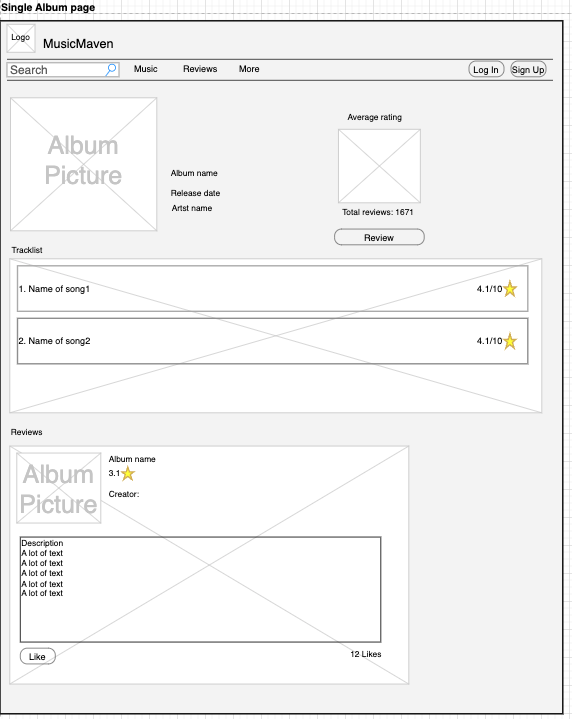 Single Album page
Logo
MusicMaven
Search
Music
Reviews
More
Log In
Sign Up
Album
Picture
Album name
Release date
Artst name
Average rating
Total reviews: 1671
Review
Tracklist
1. Name of song1
4.1/10
2. Name of song2
4.1/10
Reviews
Album
Picture
Album name
3.1
Creator:
Description
A lot of text
A lot of text
A lot of text
A lot of text
A lot of text
Like
12 Likes